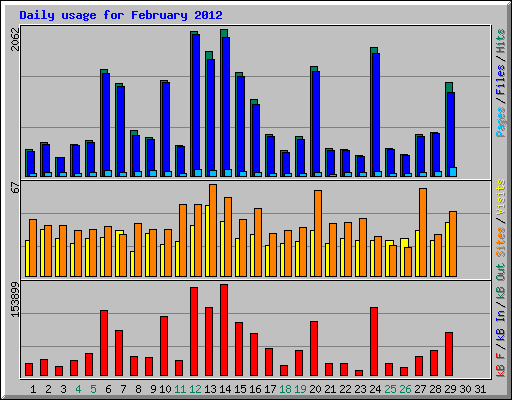 Daily usage for February 2012
2062
Pages / Files / Hits
67
Sites / Visits
153899
kB F / kB In / kB Out
1 2 3 4 5 6 7 8 9 10 11 12 13 14 15 16 17 18 19 20 21 22 23 24 25 26 27 28 29 30 31